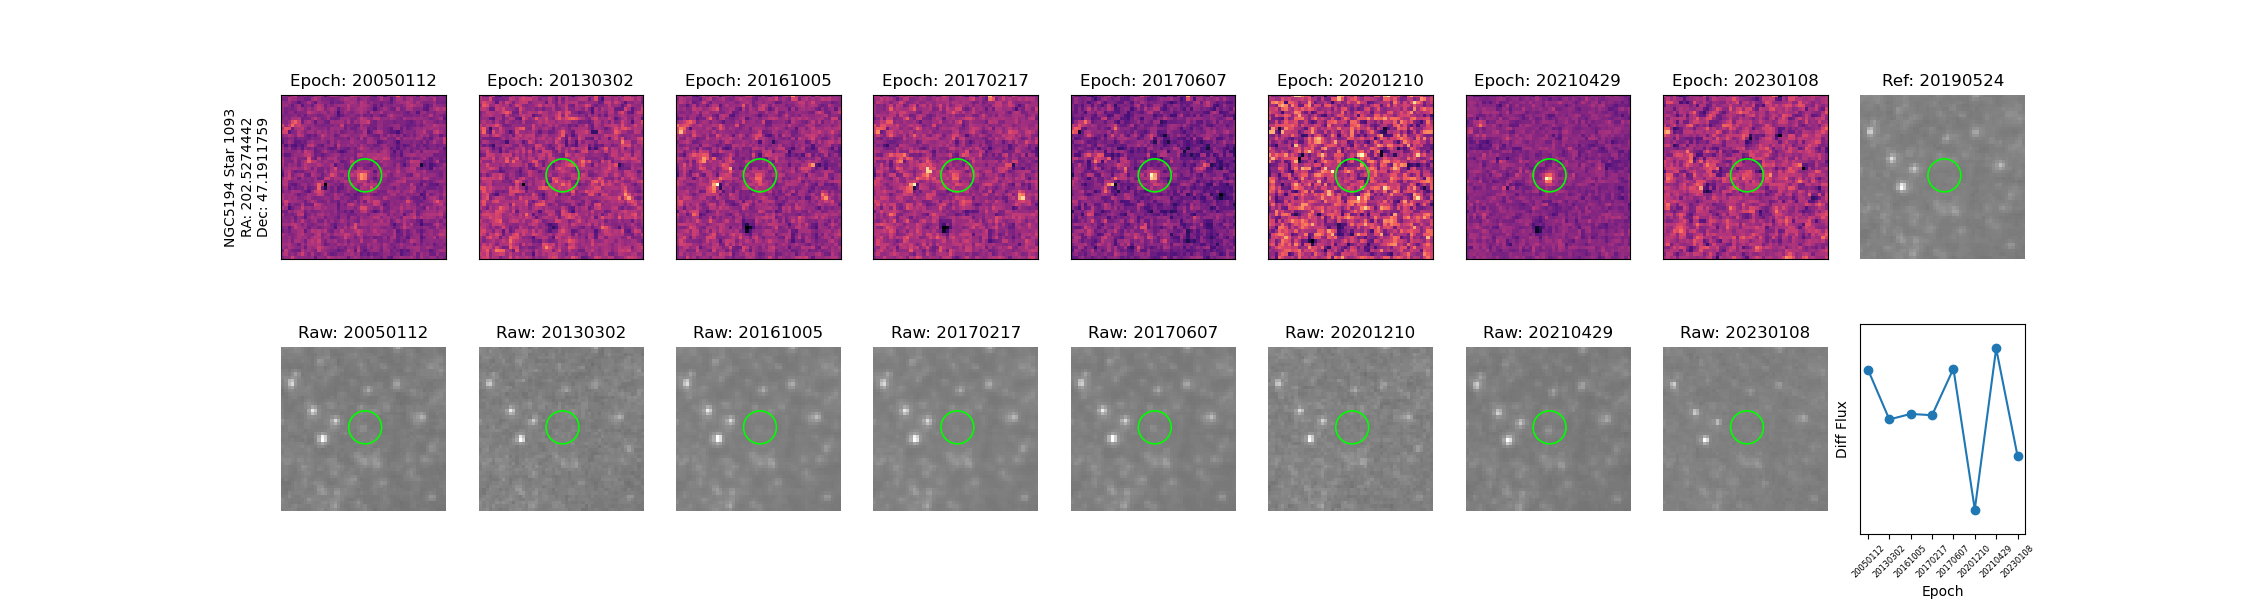 NGC5194 Star 1093
RA: 202.5274442
Dec: 47.1911759
Epoch: 20050112
Epoch: 20130302
Epoch: 20161005
Epoch: 20170217
Epoch: 20170607
Epoch: 20201210
Epoch: 20210429
Epoch: 20230108
Ref: 20190524
Raw: 20050112
Raw: 20130302
Raw: 20161005
Raw: 20170217
Raw: 20170607
Raw: 20201210
Raw: 20210429
Raw: 20230108
Diff Flux
20050112
20130302
20161005
20170217
20170607
20201210
20210429
20230108
Epoch